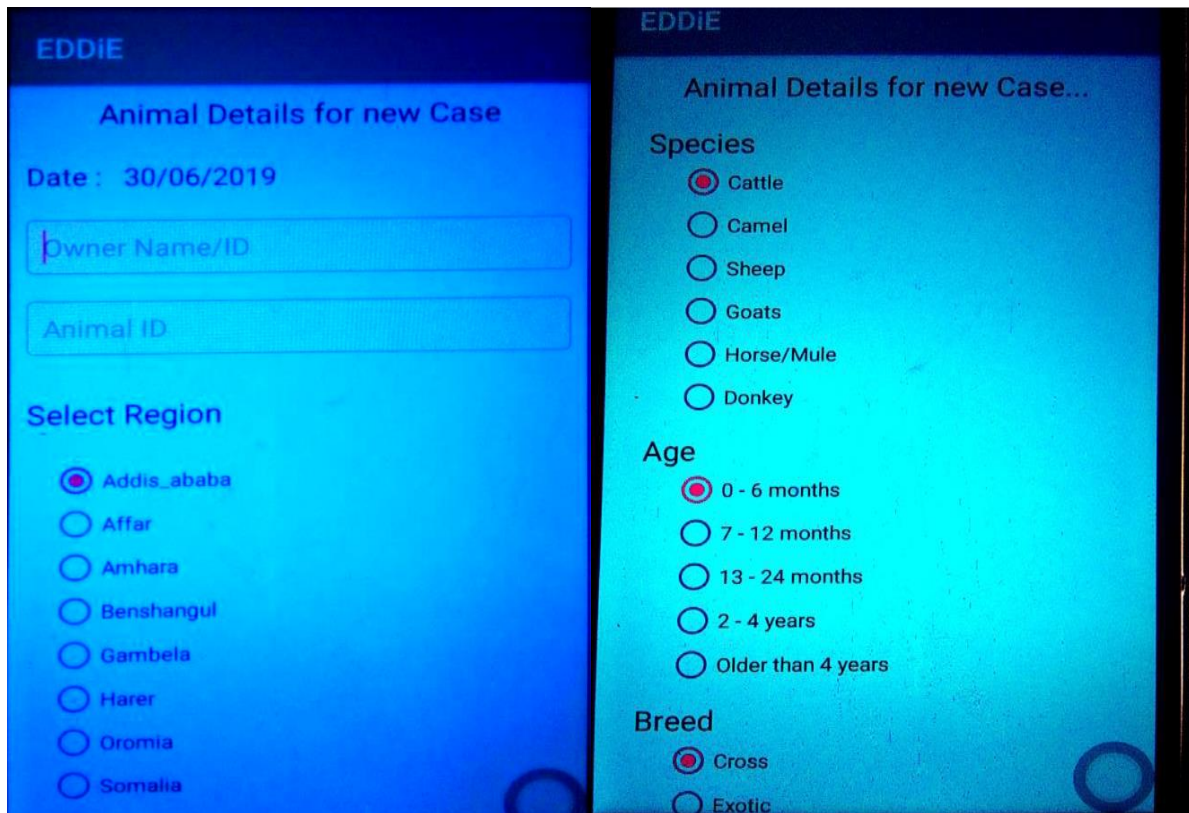 EDDiE
Animal Details for new Case
Date : 30/06/2019
Owner Name/ID
Animal ID
Select Region
Addis_ababa
Affar
Amhara
Benshangul
Gambela
Harer
Oromia
Somalia
EDDiE
Animal Details for new Case...
Species
Cattle
Camel
Sheep
Goats
Horse/Mule
Donkey
Age
0 - 6 months
7 - 12 months
13 - 24 months
2 - 4 years
Older than 4 years
Breed
Cross
Exotic